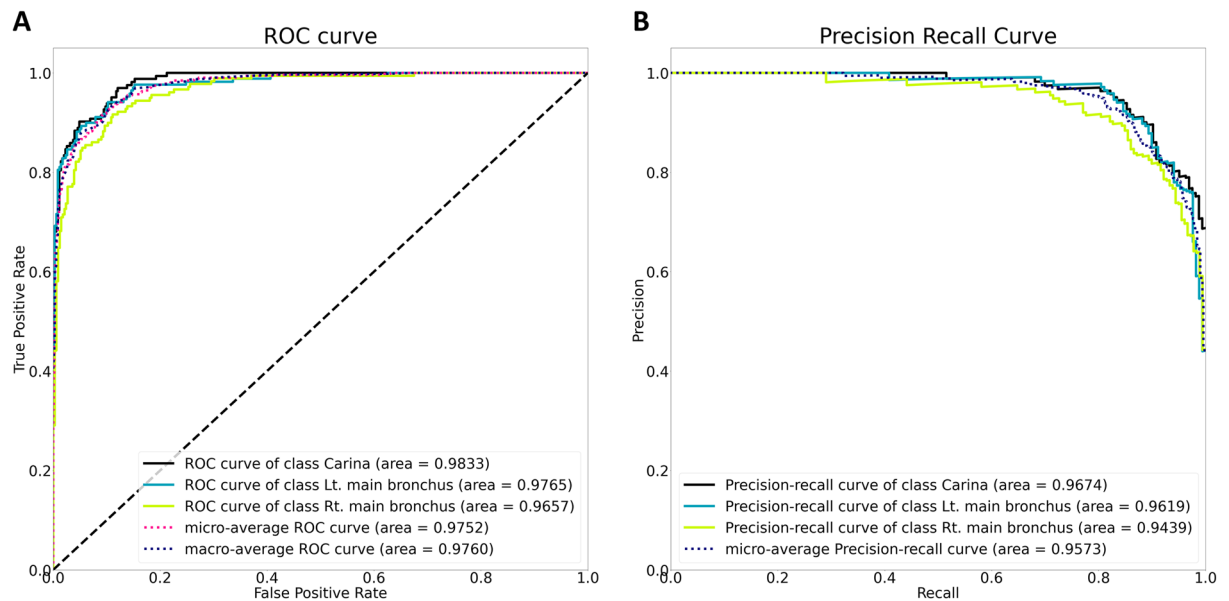 A
ROC curve
True Positive Rate
1.0
0.8
0.6
0.4
0.2
0.0
ROC curve of class Carina (area = 0.9833)
ROC curve of class Lt. main bronchus (area = 0.9765)
ROC curve of class Rt. main bronchus (area = 0.9657)
micro-average ROC curve (area = 0.9752)
macro-average ROC curve (area = 0.9760)
0.0 0.2 0.4 0.6 0.8 1.0
False Positive Rate
B
Precision Recall Curve
Precision
1.0
0.8
0.6
0.4
0.2
0.0
Precision-recall curve of class Carina (area = 0.9674)
Precision-recall curve of class Lt. main bronchus (area = 0.9619)
Precision-recall curve of class Rt. main bronchus (area = 0.9439)
micro-average Precision-recall curve (area = 0.9573)
0.0 0.2 0.4 0.6 0.8 1.0
Recall